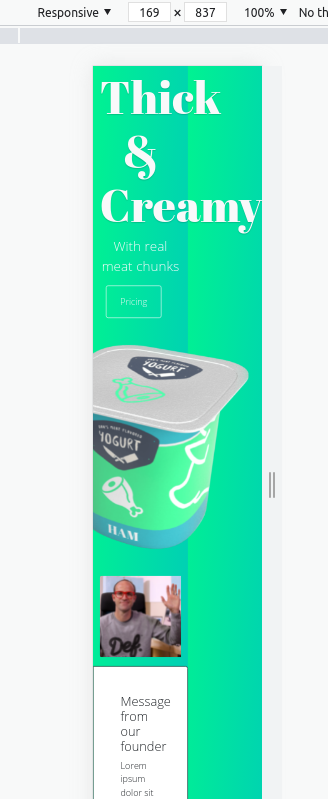 Responsive ▼ 169 × 837 100% ▼ No th
Thick
&
Creamy
With real
meat chunks
Pricing
YOGURT
YOGURT
HAM
Def.
Message
from
our
founder
Lorem
ipsum
dolor sit